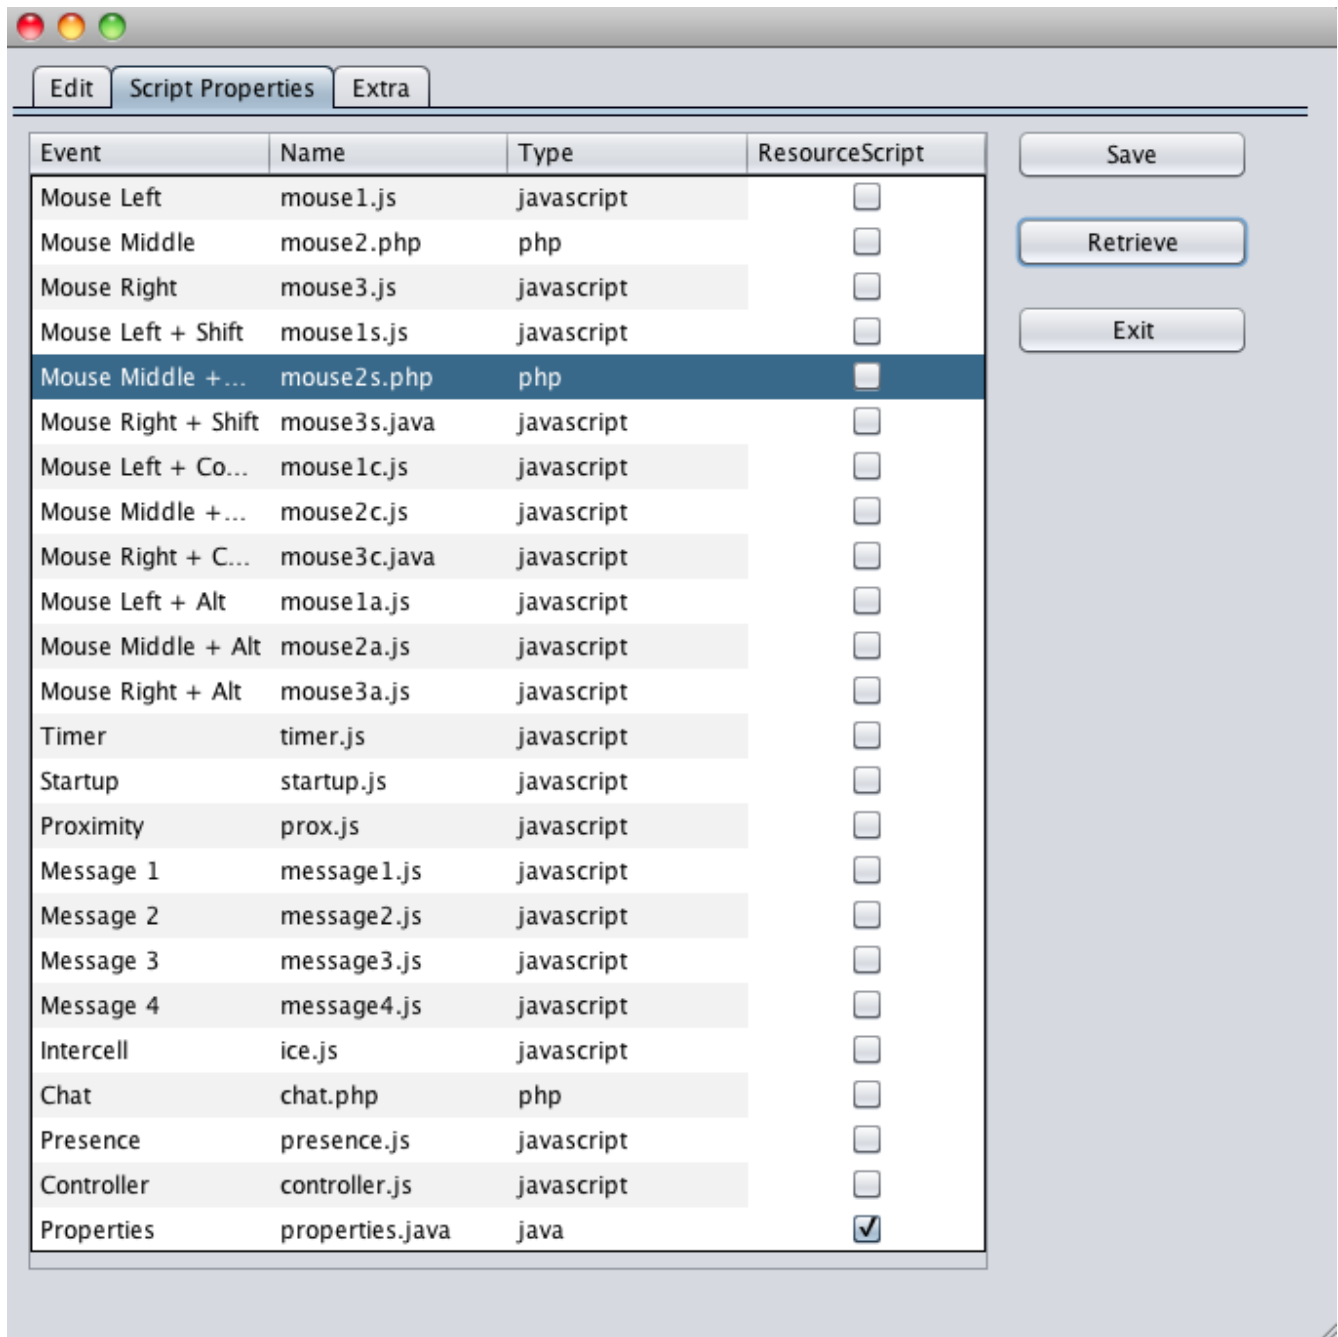 Edit Script Properties Extra
Event Name Type ResourceScript Save
Mouse Left mouse1.js javascript
Mouse Middle mouse2.php php Retrieve
Mouse Right mouse3.js javascript
Mouse Left + Shift mouse1s.js javascript Exit
Mouse Middle +... mouse2s.php php
Mouse Right + Shift mouse3s.java javascript
Mouse Left + Co... mouse1c.js javascript
Mouse Middle +... mouse2c.js javascript
Mouse Right + C... mouse3c.java javascript
Mouse Left + Alt mouse1a.js javascript
Mouse Middle + Alt mouse2a.js javascript
Mouse Right + Alt mouse3a.js javascript
Timer timer.js javascript
Startup startup.js javascript
Proximity prox.js javascript
Message 1 message1.js javascript
Message 2 message2.js javascript
Message 3 message3.js javascript
Message 4 message4.js javascript
Intercell ice.js javascript
Chat chat.php php
Presence presence.js javascript
Controller controller.js javascript
Properties properties.java java